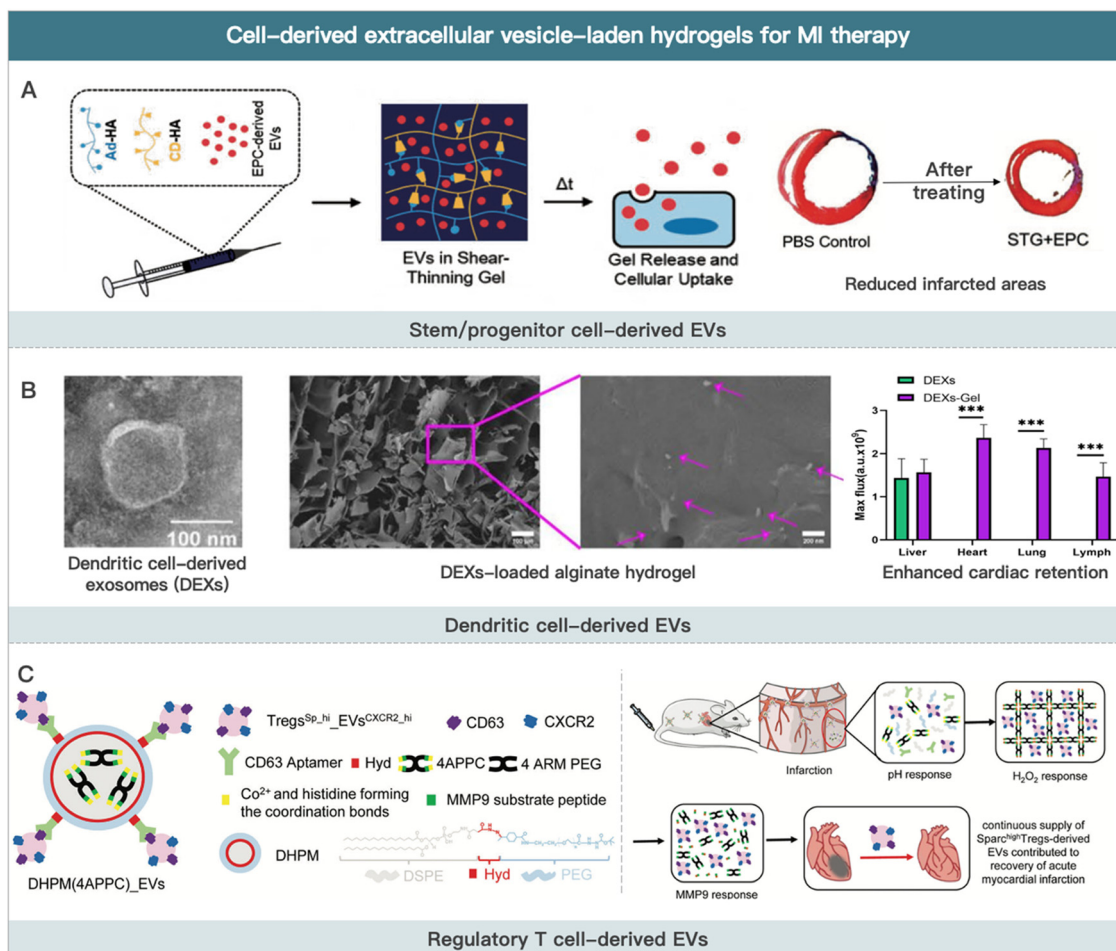 Cell-derived extracellular vesicle-laden hydrogels for MI therapy
A
Ad-HA
CD-HA
EPC-derived
EVs
EVs in Shear-
Thinning Gel
Δt
Gel Release and
Cellular Uptake
PBS Control
After
treating
STG+EPC
Reduced infarcted areas
Stem/progenitor cell-derived EVs
B
100 nm
Dendritic cell-derived
exosomes (DEXs)
200 nm
DEXs-loaded alginate hydrogel
DEXs
DEXs-Gel
Max flux(a.u.x10⁹)
3
2
1
0
***
***
***
Liver
Heart
Lung
Lymph
Enhanced cardiac retention
Dendritic cell-derived EVs
C
DHPM(4APPC)_EVs
Tregs^Sp_hi_EVs^CXCR2_hi
CD63
CXCR2
CD63 Aptamer
Hyd
4APPC
4 ARM PEG
Co²⁺ and histidine forming
the coordination bonds
MMP9 substrate peptide
DHPM
DSPE
Hyd
PEG
Infarction
pH response
H₂O₂ response
MMP9 response
continuous supply of
Sparc^high Tregs-derived
EVs contributed to
recovery of acute
myocardial infarction
Regulatory T cell-derived EVs